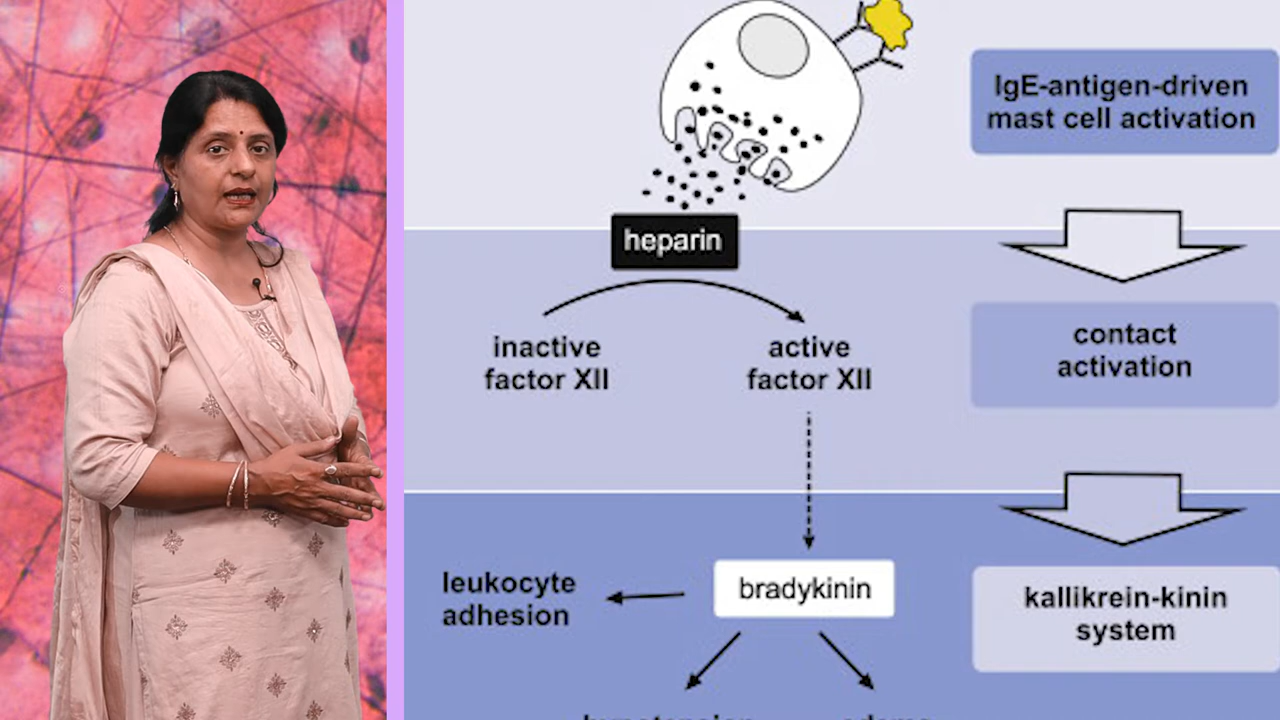 IgE-antigen-driven
mast cell activation
heparin
inactive
factor XII
active
factor XII
contact
activation
leukocyte
adhesion
bradykinin
kallikrein-kinin
system